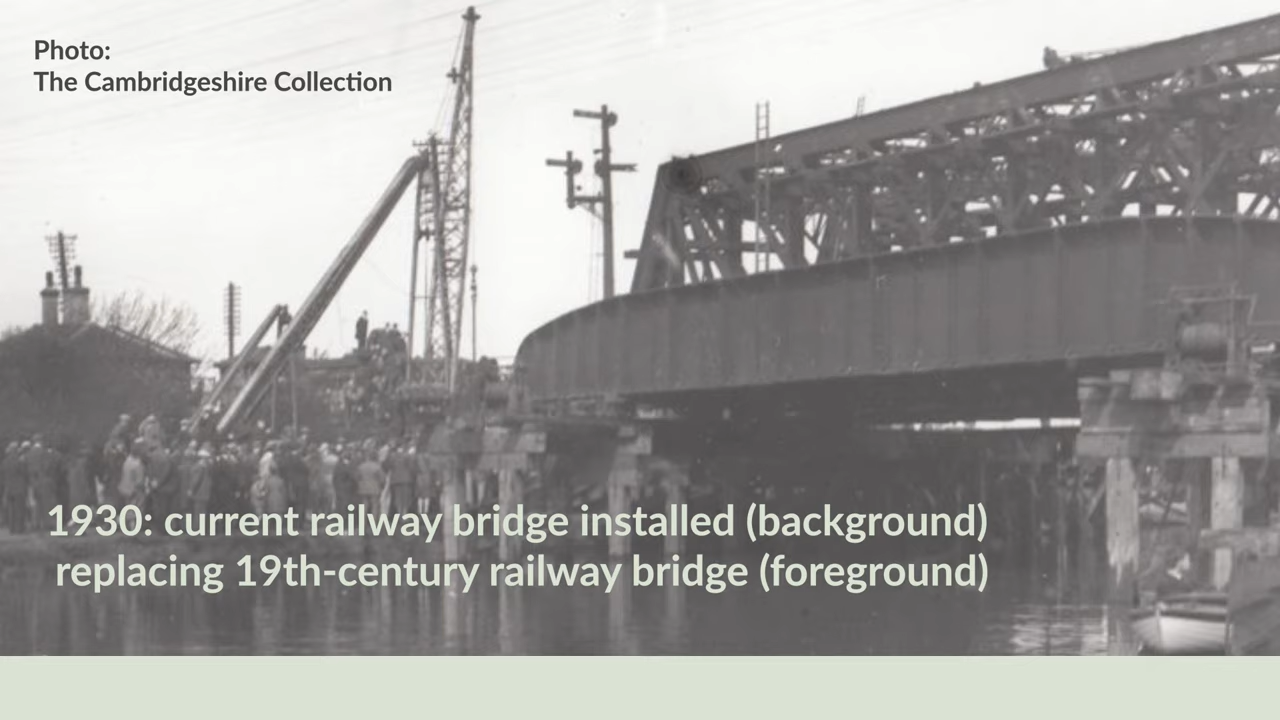 Photo:
The Cambridgeshire Collection
1930: current railway bridge installed (background)
replacing 19th-century railway bridge (foreground)